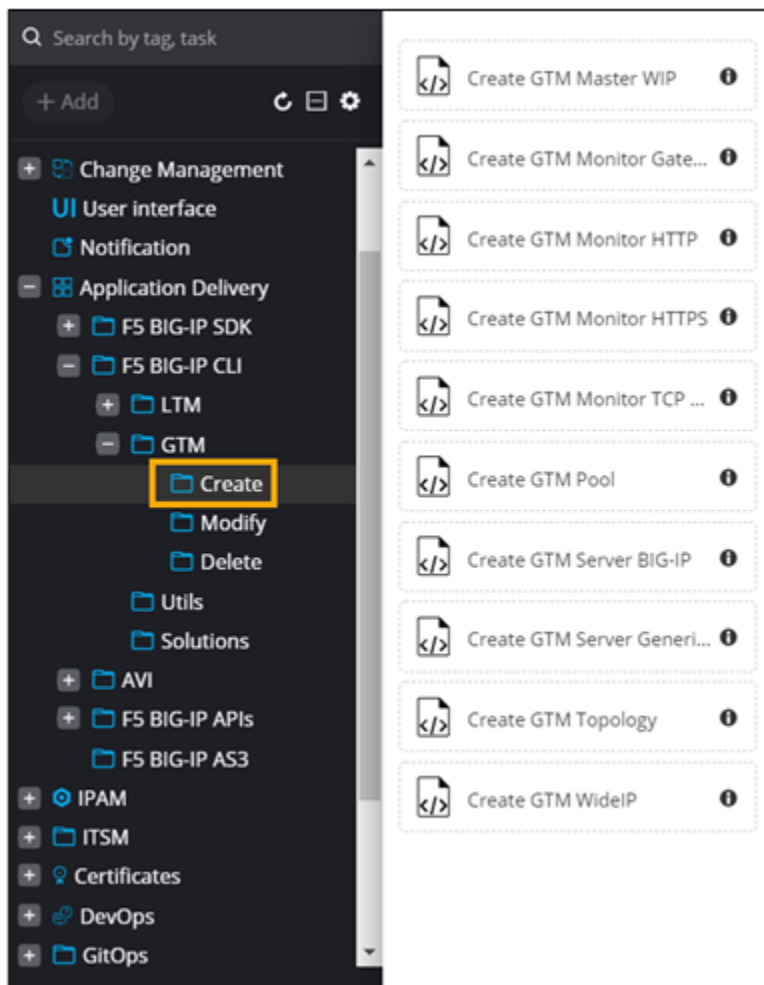 Search by tag, task
+ Add
Change Management
UI User interface
Notification
Application Delivery
F5 BIG-IP SDK
F5 BIG-IP CLI
LTM
GTM
Create
Modify
Delete
Utils
Solutions
AVI
F5 BIG-IP APIs
F5 BIG-IP AS3
IPAM
ITSM
Certificates
DevOps
GitOps
Create GTM Master WIP
Create GTM Monitor Gate...
Create GTM Monitor HTTP
Create GTM Monitor HTTPS
Create GTM Monitor TCP ...
Create GTM Pool
Create GTM Server BIG-IP
Create GTM Server Generi...
Create GTM Topology
Create GTM WideIP